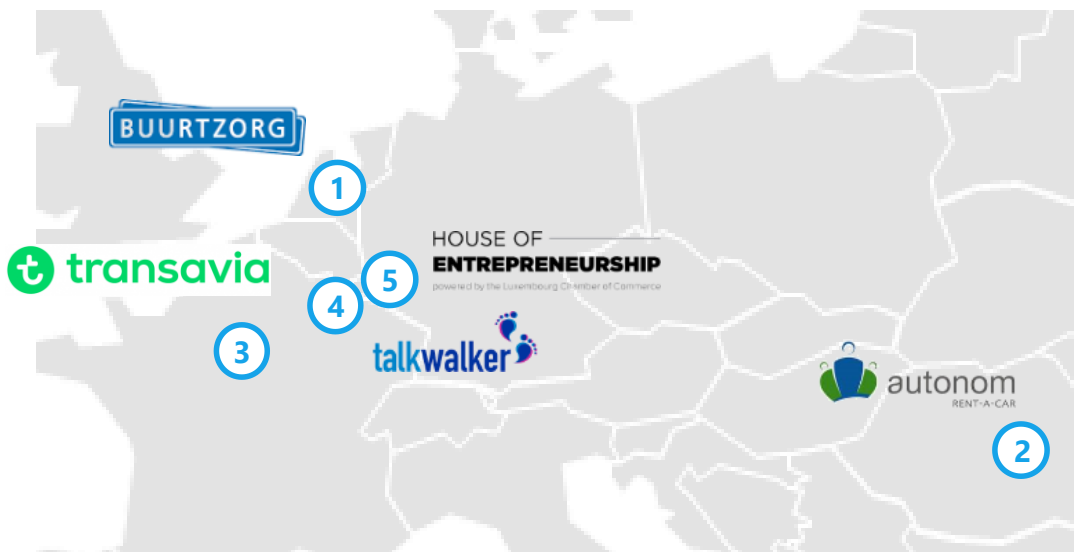 BUURTZORG
1
HOUSE OF
ENTREPRENEURSHIP
powered by the Luxembourg Chamber of Commerce
transavia
5
4
3
talkwalker
autonom
RENT-A-CAR
2